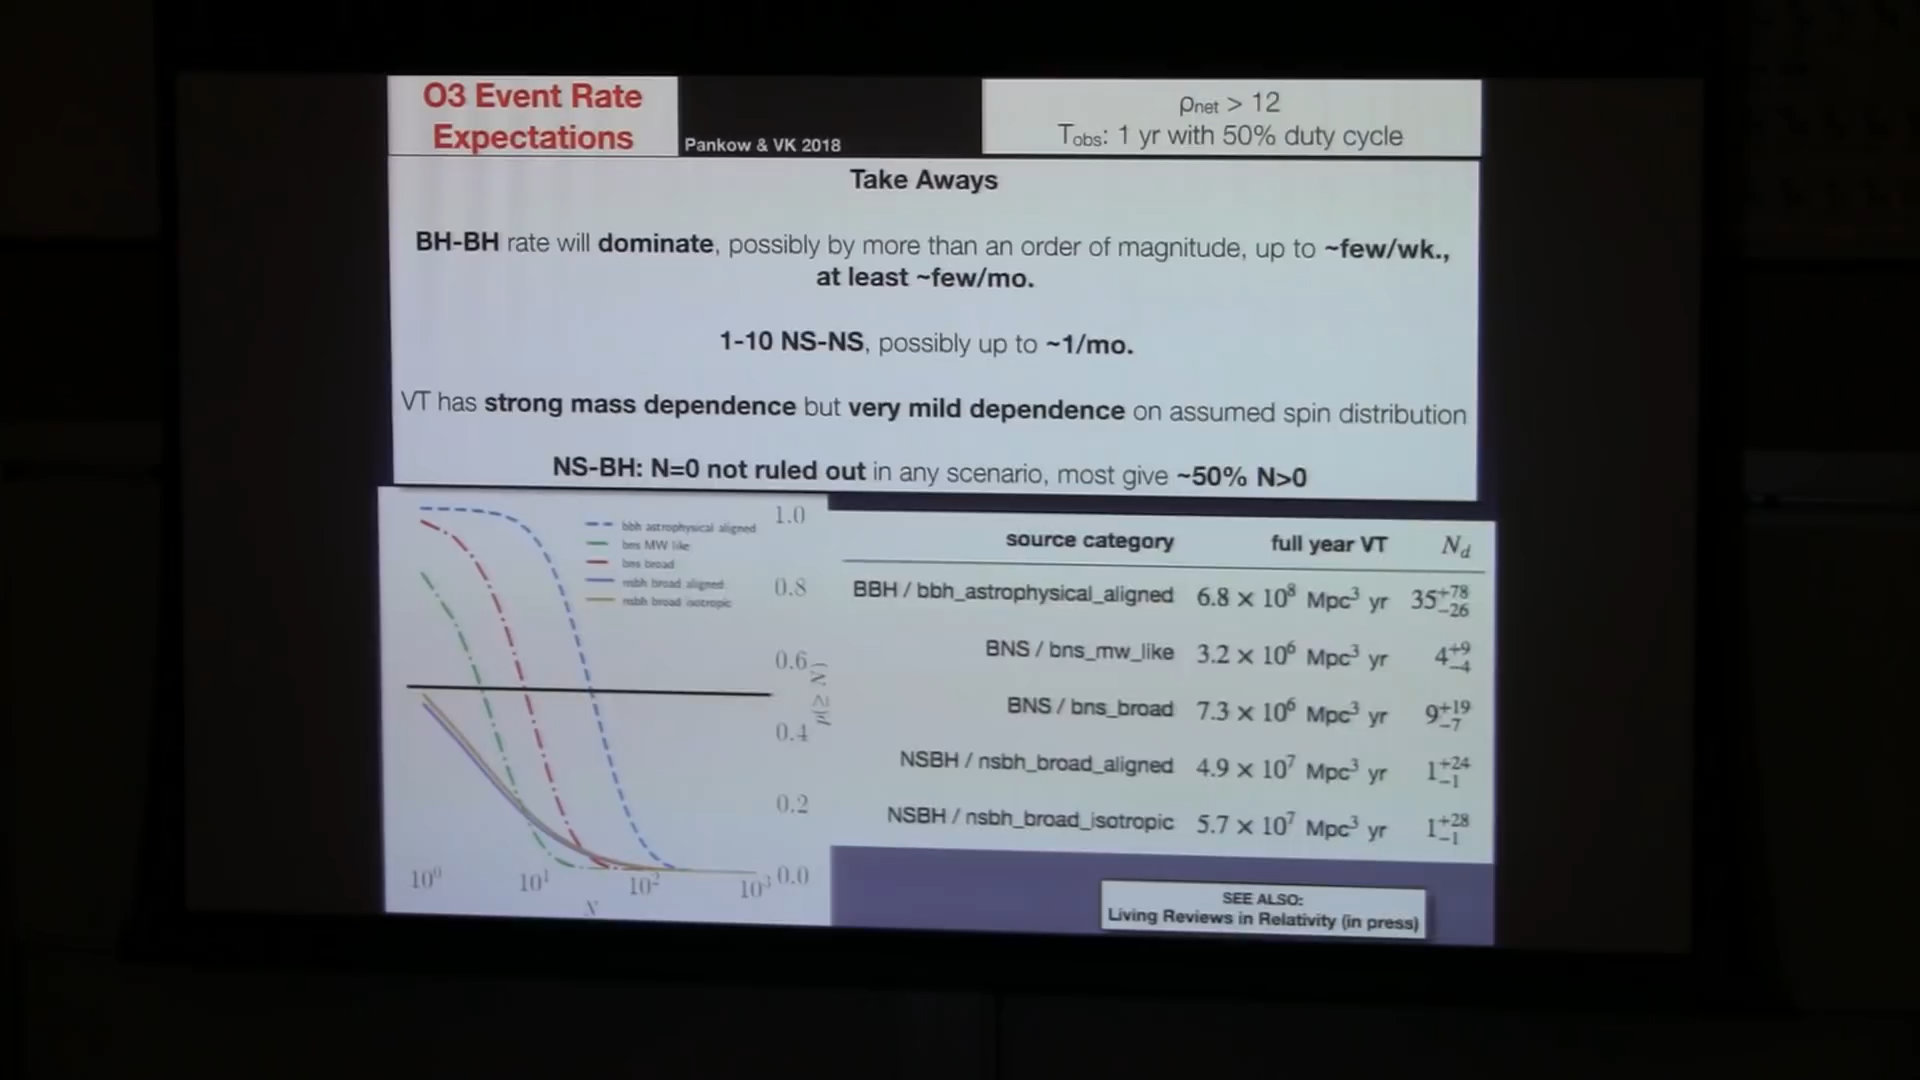 O3 Event Rate
Expectations
Pankow & VK 2018
ρnet > 12
Tobs: 1 yr with 50% duty cycle
Take Aways
BH-BH rate will dominate, possibly by more than an order of magnitude, up to ~few/wk.,
at least ~few/mo.
1-10 NS-NS, possibly up to ~1/mo.
VT has strong mass dependence but very mild dependence on assumed spin distribution
NS-BH: N=0 not ruled out in any scenario, most give ~50% N>0
bbh astrophysical aligned
bns MW like
bns broad
nsbh broad aligned
nsbh broad isotropic
1.0
0.8
0.6
0.4
0.2
0.0
p(≥ N)
10⁰ 10¹ 10² 10³
N
source category full year VT N_d
BBH / bbh_astrophysical_aligned 6.8 × 10⁸ Mpc³ yr 35+78−26
BNS / bns_mw_like 3.2 × 10⁶ Mpc³ yr 4+9−4
BNS / bns_broad 7.3 × 10⁶ Mpc³ yr 9+19−7
NSBH / nsbh_broad_aligned 4.9 × 10⁷ Mpc³ yr 1+24−1
NSBH / nsbh_broad_isotropic 5.7 × 10⁷ Mpc³ yr 1+28−1
SEE ALSO:
Living Reviews in Relativity (in press)